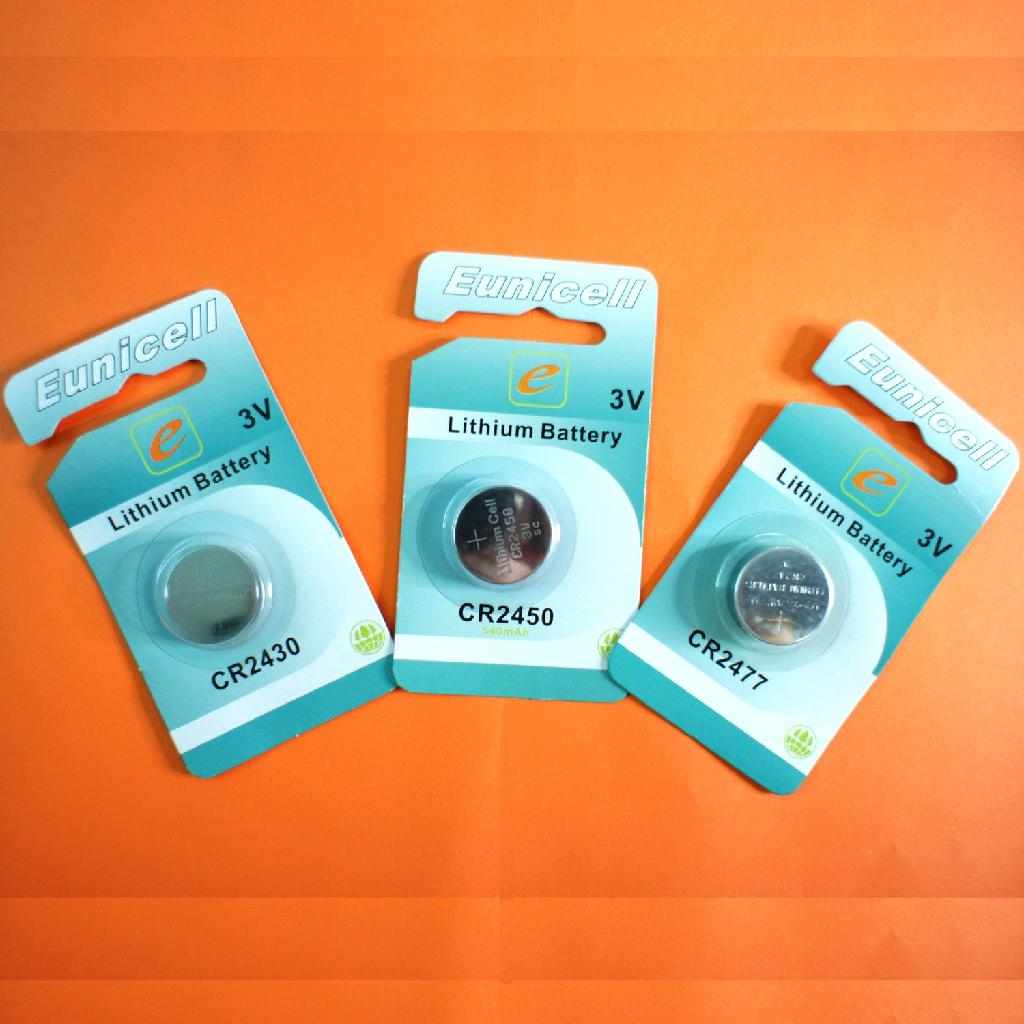 Eunicell
e
3V
Lithium Battery
CR2430
Eunicell
e
3V
Lithium Battery
+
Lithium Cell
CR2450
3V
SC
CR2450
540mAh
Eunicell
e
3V
Lithium Battery
+
CR2477